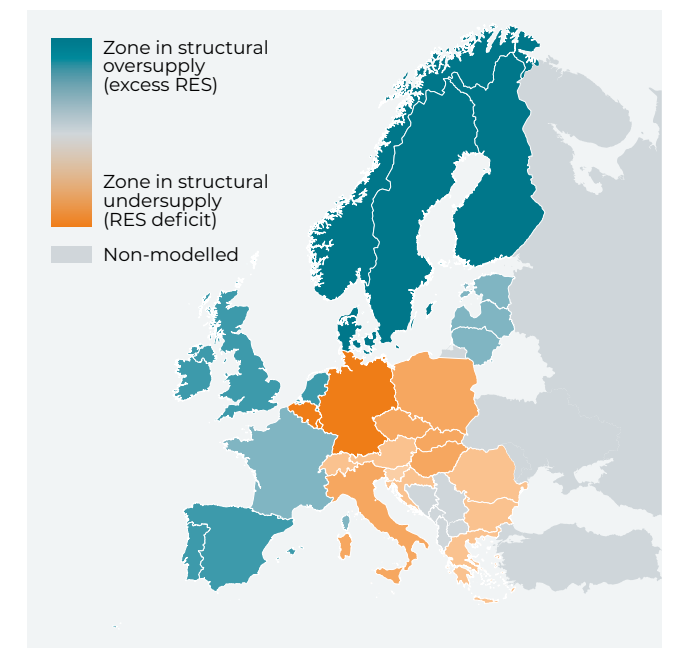 Zone in structural
oversupply
(excess RES)
Zone in structural
undersupply
(RES deficit)
Non-modelled